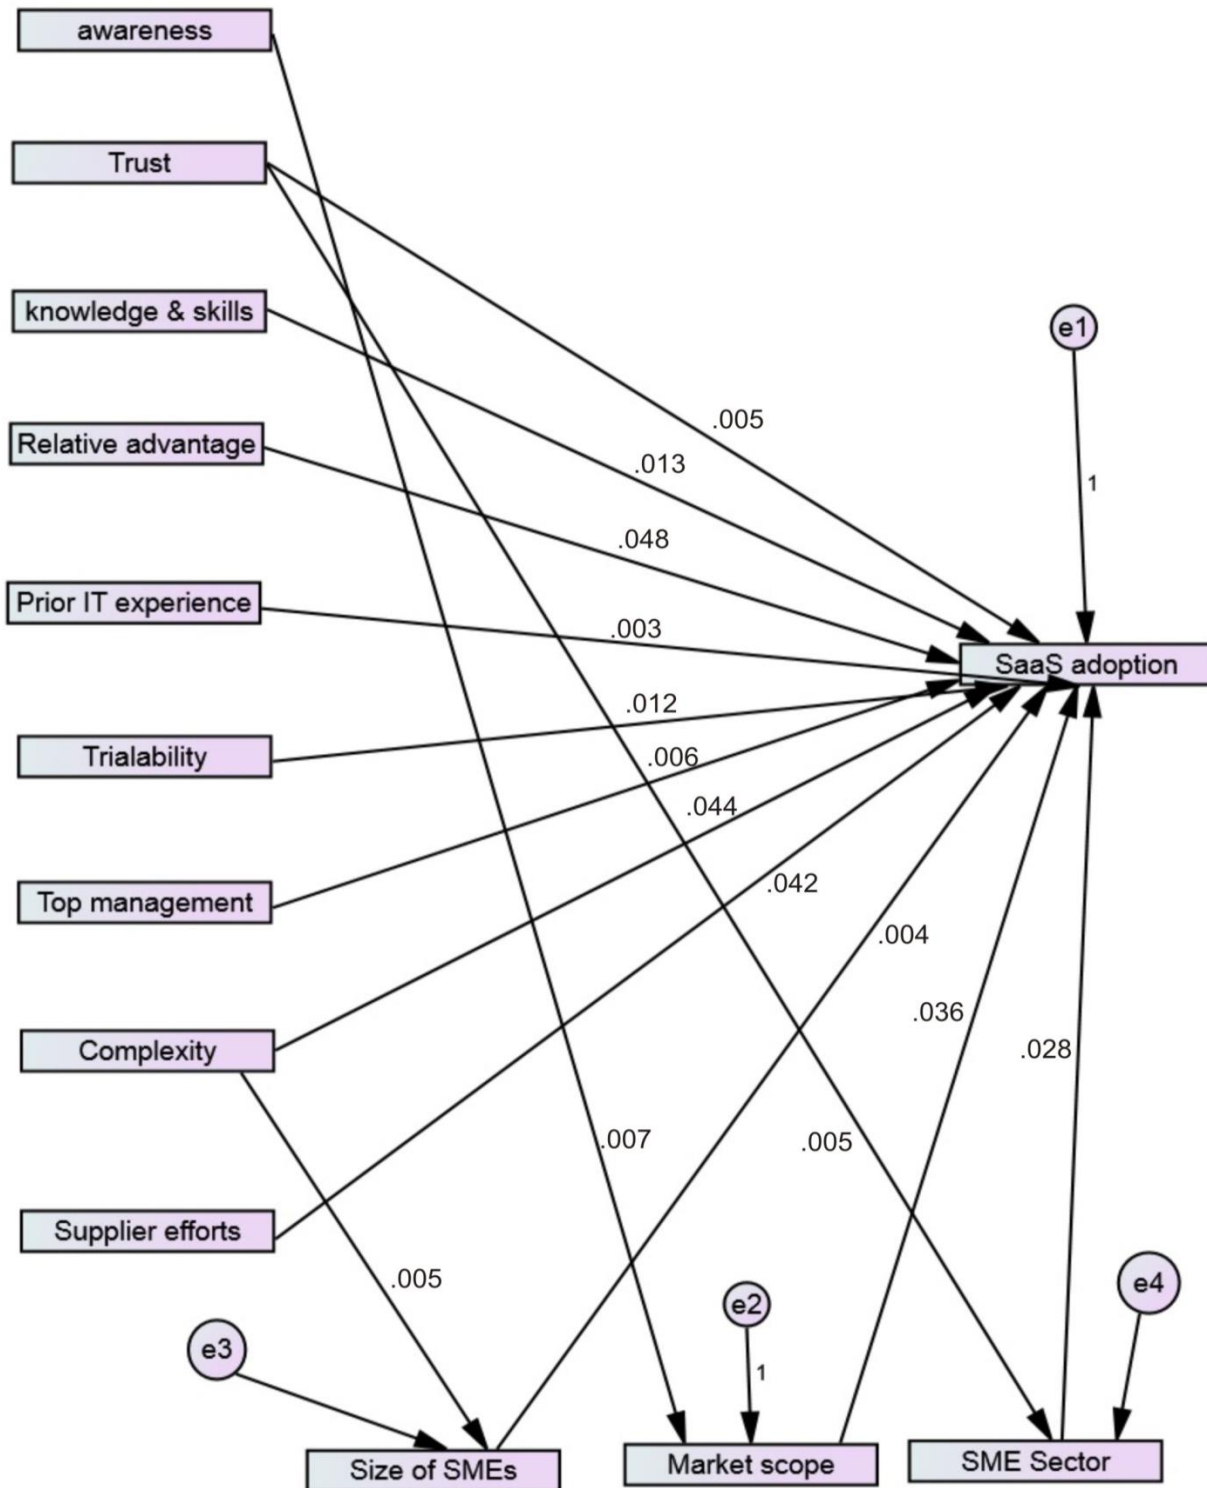 awareness
Trust
knowledge & skills
e1
.005
Relative advantage
.013
1
.048
Prior IT experience
.003
SaaS adoption
.012
Trialability
.006
.044
.042
Top management
.004
.036
Complexity
.028
.007
.005
Supplier efforts
.005
e4
e2
e3
1
Size of SMEs
Market scope
SME Sector